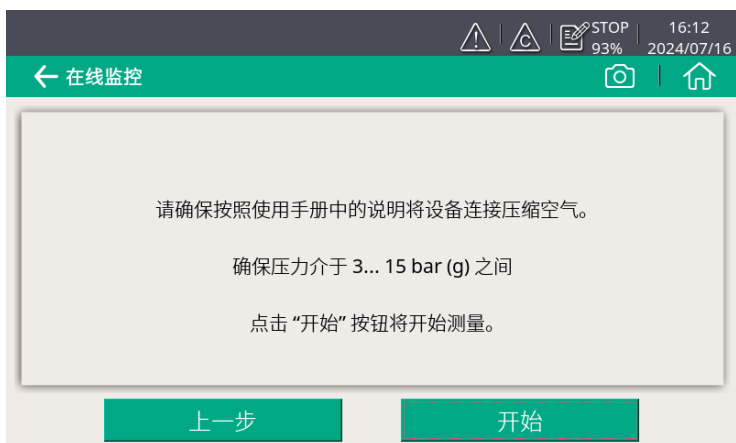 STOP
16:12
93%
2024/07/16
在线监控
请确保按照使用手册中的说明将设备连接压缩空气。
确保压力介于 3... 15 bar (g) 之间
点击 “开始” 按钮将开始测量。
上一步
开始